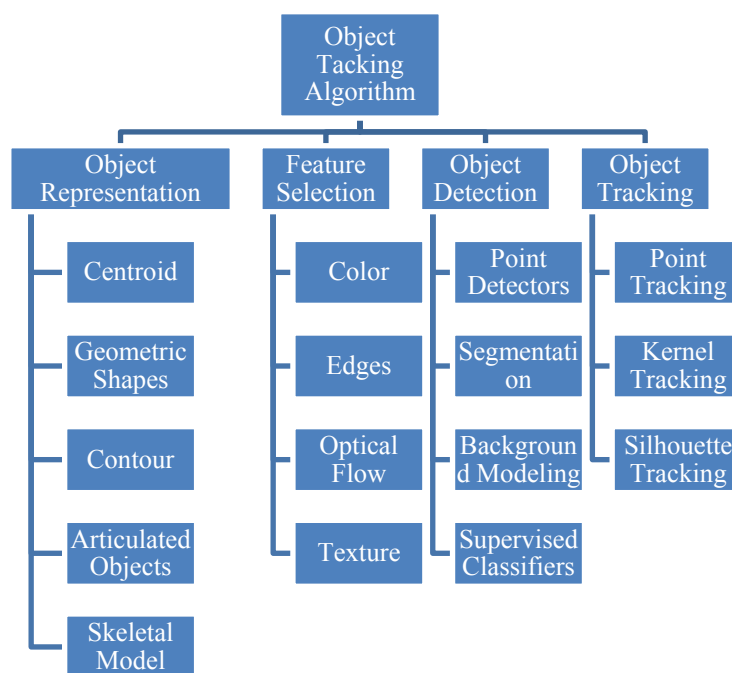 Object
Tacking
Algorithm
Object
Representation
Feature
Selection
Object
Detection
Object
Tracking
Centroid
Geometric
Shapes
Contour
Articulated
Objects
Skeletal
Model
Color
Edges
Optical
Flow
Texture
Point
Detectors
Segmentati
on
Backgroun
d Modeling
Supervised
Classifiers
Point
Tracking
Kernel
Tracking
Silhouette
Tracking